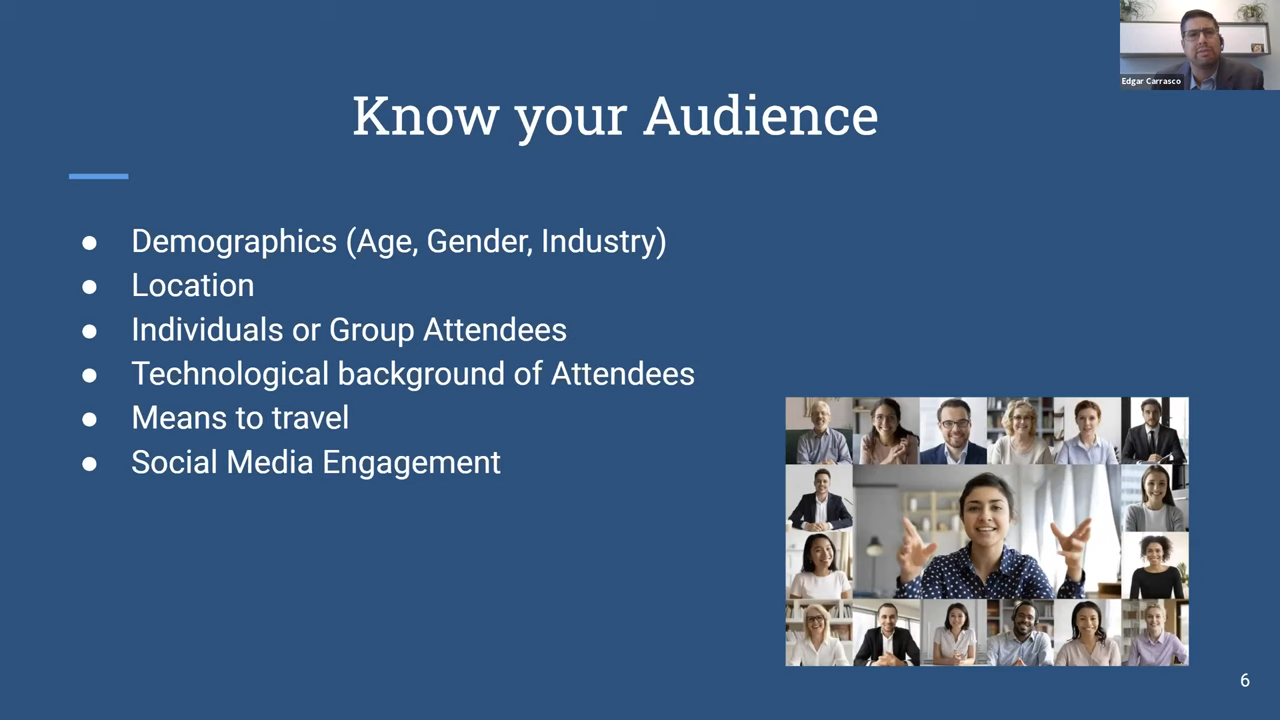 Edgar Carrasco
Know your Audience
● Demographics (Age, Gender, Industry)
● Location
● Individuals or Group Attendees
● Technological background of Attendees
● Means to travel
● Social Media Engagement
6